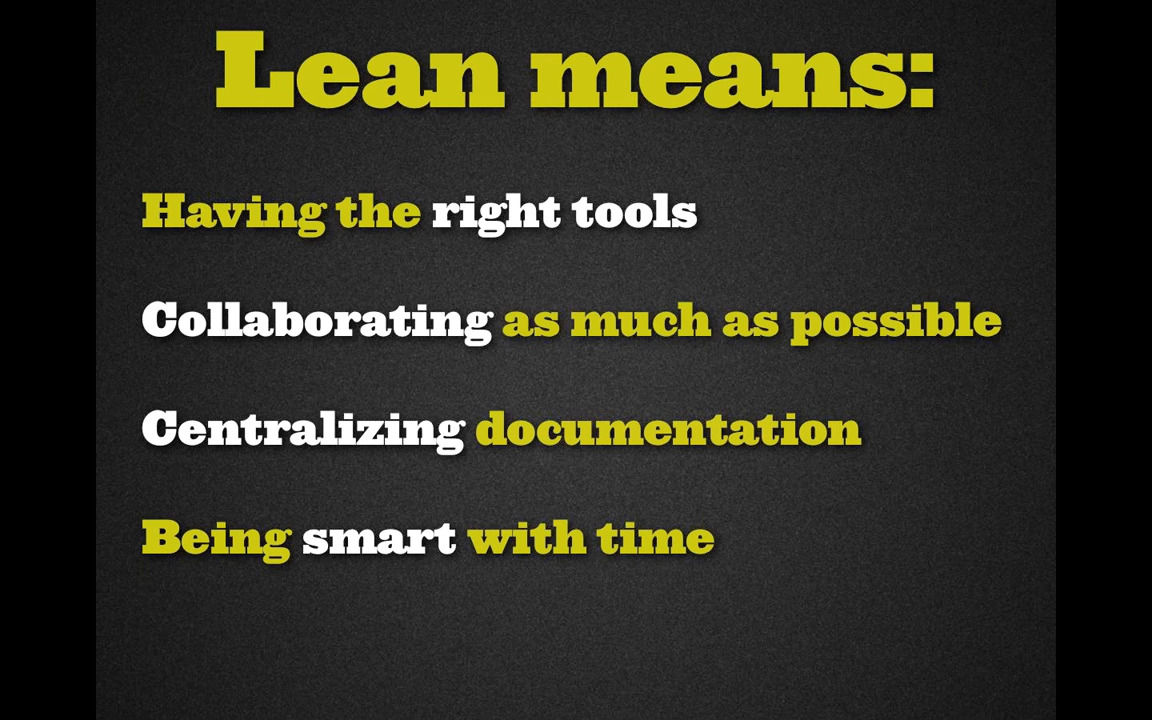 Lean means:
Having the right tools
Collaborating as much as possible
Centralizing documentation
Being smart with time